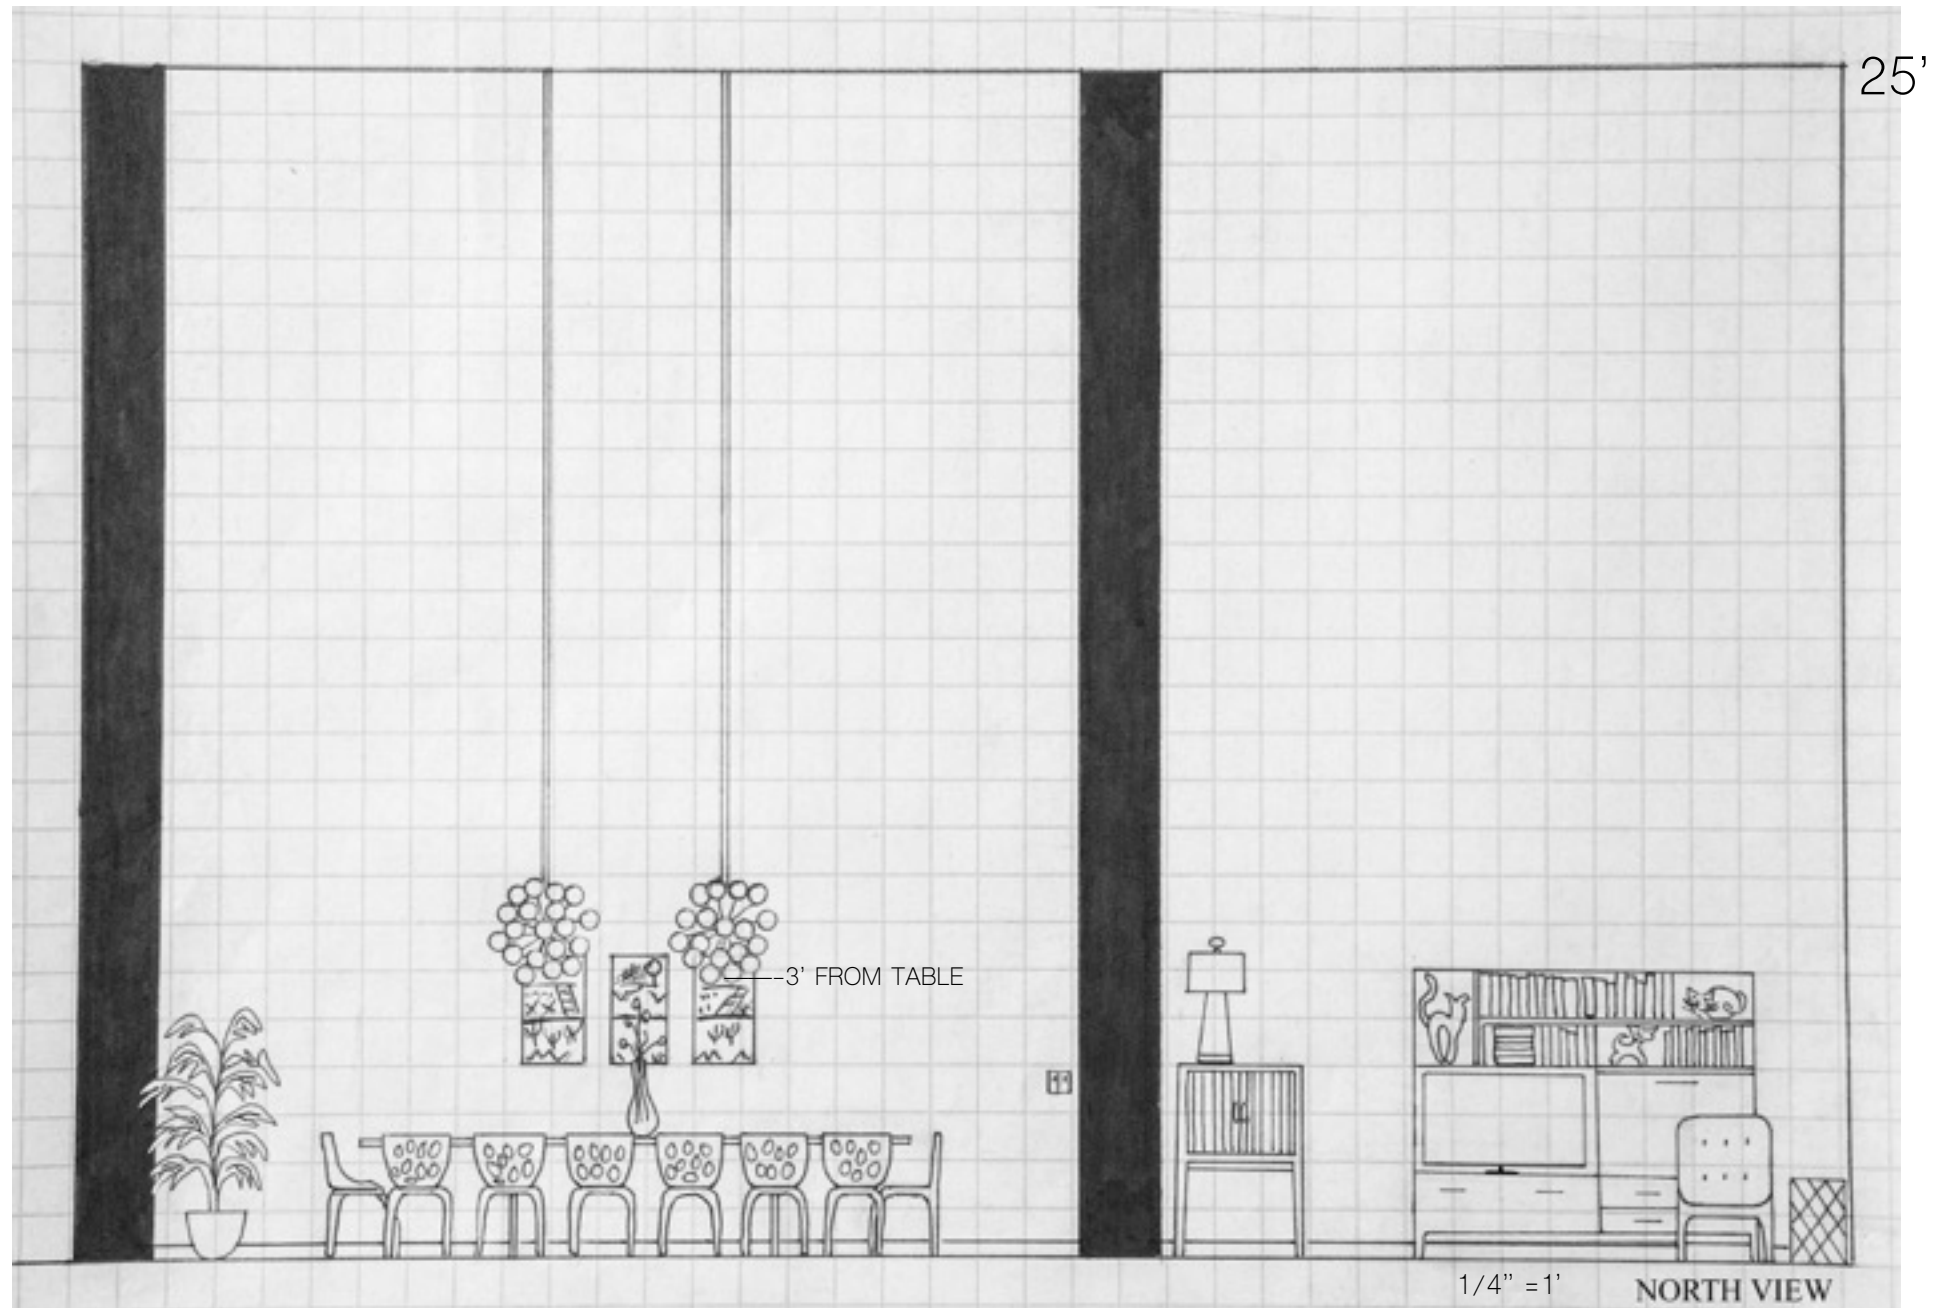 25’
——--3’ FROM TABLE
1/4” =1’
NORTH VIEW